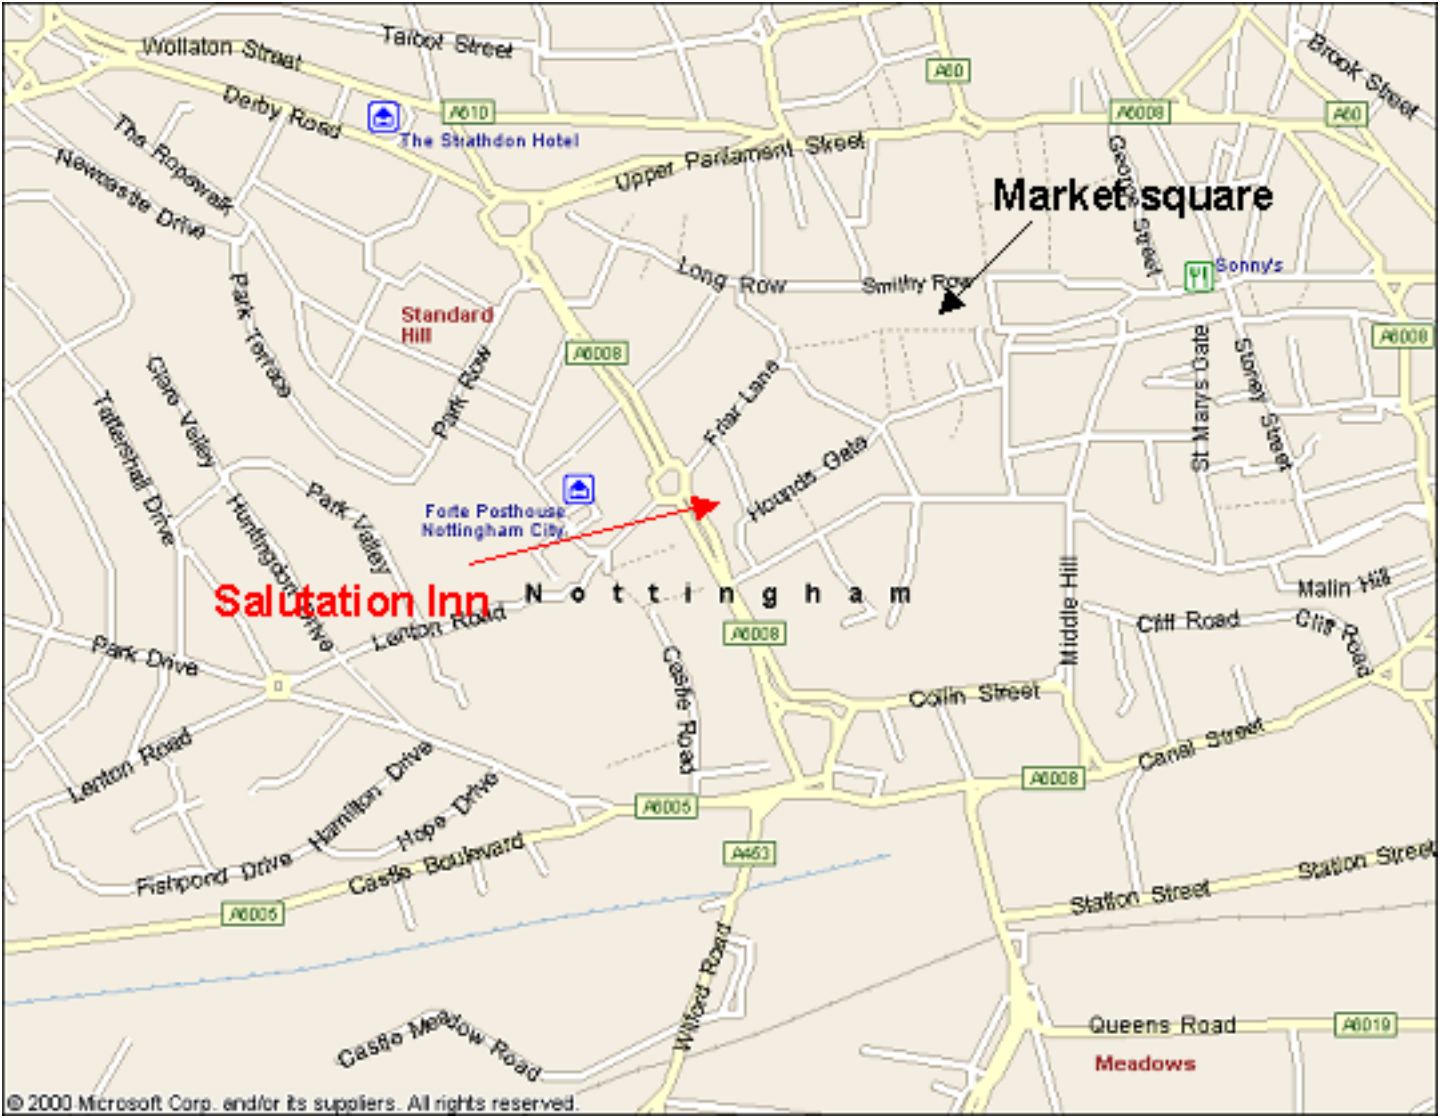 Wollaton Street
Talbot Street
Brook Street
A60
Derby Road
A610
A6008
A60
The Strathdon Hotel
The Ropewalk
Upper Parliament Street
George Street
Newcastle Drive
Market square
Long Row
Smithy Row
Sonny's
Park Terrace
Standard
Hill
A6008
A6008
Park Row
Friar Lane
St Marys Gate
Stoney Street
Clare Valley
Tattershall Drive
Hounds Gate
Park Valley
Forte Posthouse
Nottingham City
Huntingdon Drive
Salutation Inn
Nottingham
Middle Hill
Malin Hill
Lenton Road
Cliff Road
Cliff Road
A6008
Park Drive
Castle Road
Collin Street
Canal Street
Lenton Road
A6008
Hamilton Drive
Hope Drive
A6005
A453
Castle Boulevard
Fishpond Drive
Station Street
Station Street
A6005
Wilford Road
Castle Meadow Road
Queens Road
A6019
Meadows
© 2000 Microsoft Corp. and/or its suppliers. All rights reserved.